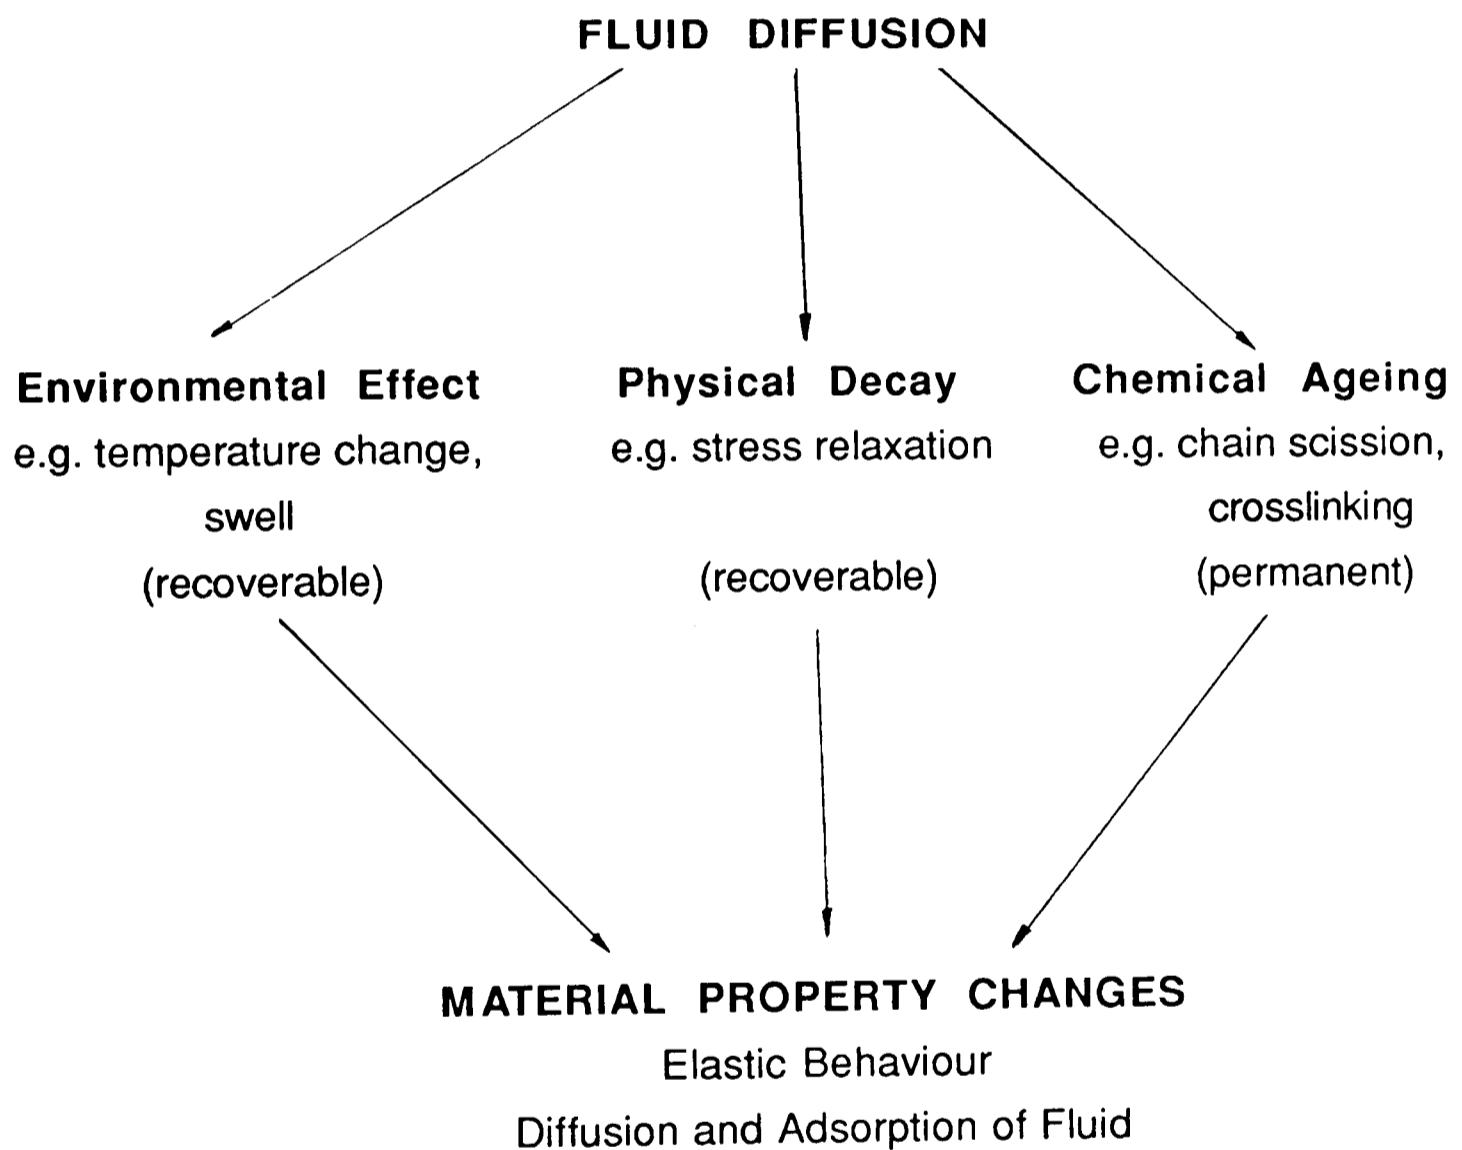 FLUID DIFFUSION
Environmental Effect
e.g. temperature change,
swell
(recoverable)
Physical Decay
e.g. stress relaxation
(recoverable)
Chemical Ageing
e.g. chain scission,
crosslinking
(permanent)
MATERIAL PROPERTY CHANGES
Elastic Behaviour
Diffusion and Adsorption of Fluid